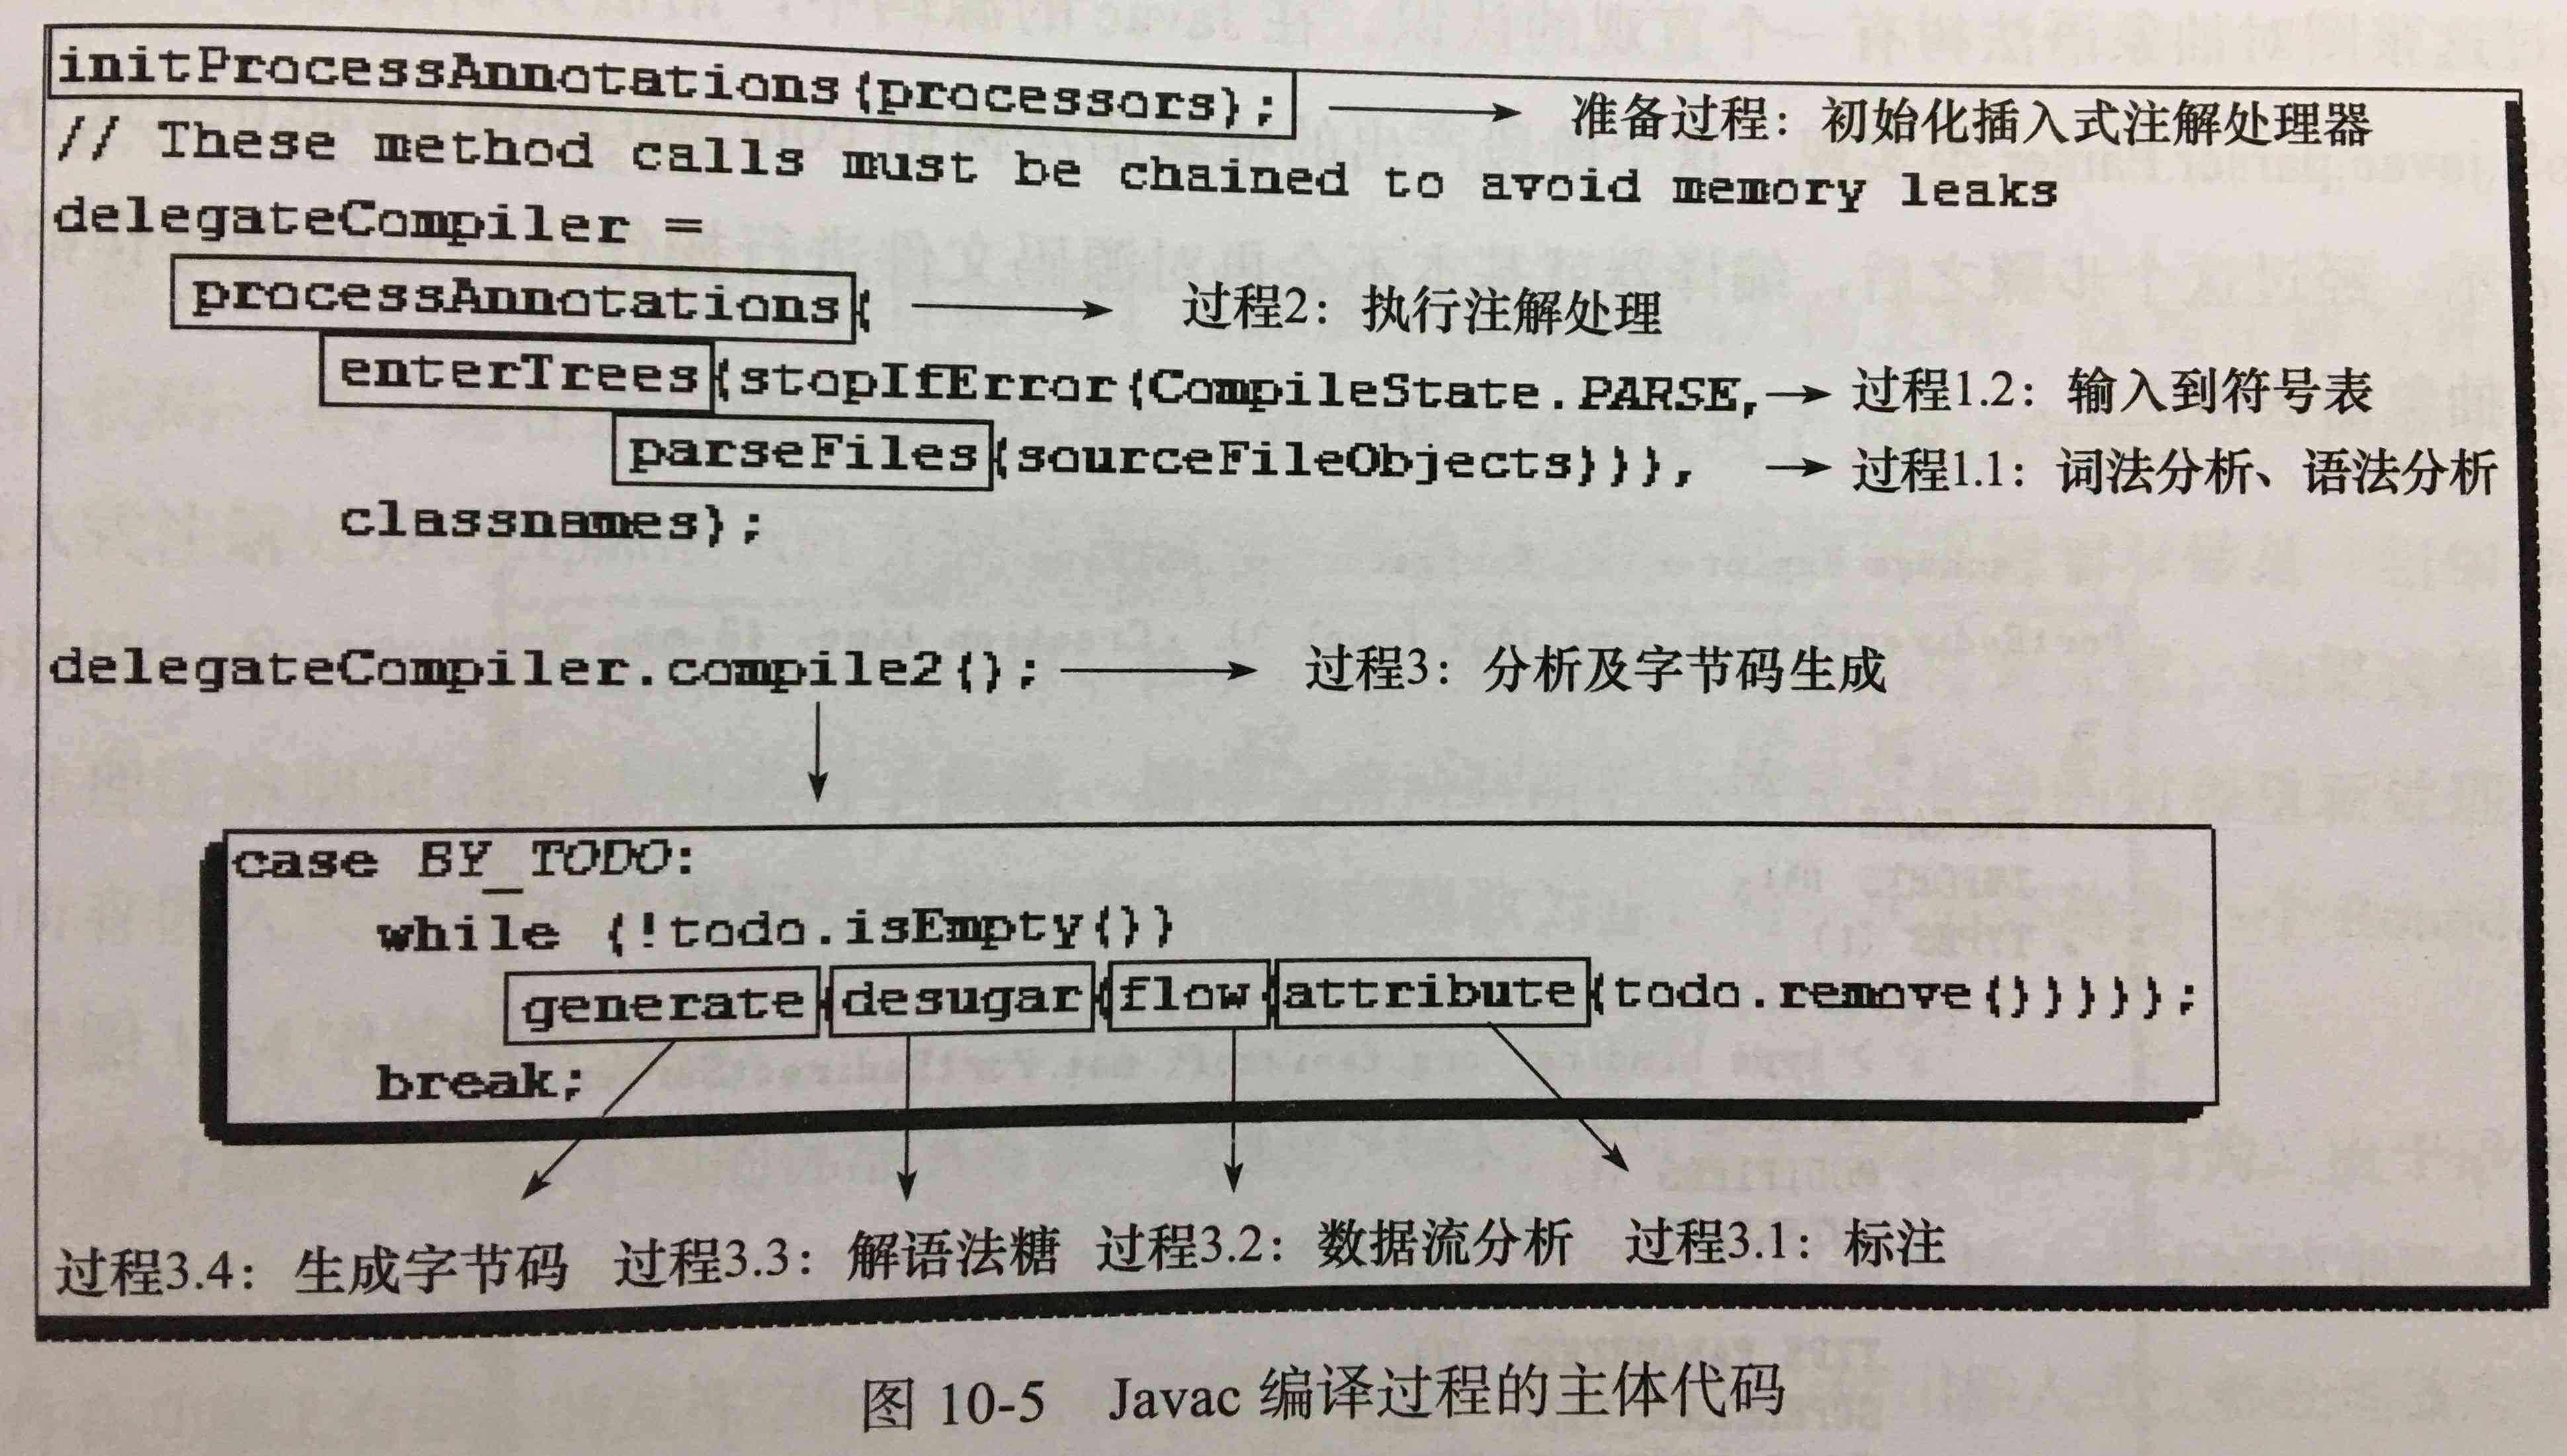 initProcessAnnotations(processors);
准备过程：初始化插入式注解处理器
// These method calls must be chained to avoid memory leaks
delegateCompiler =
processAnnotations(
过程2：执行注解处理
enterTrees(stopIfError(CompileState.PARSE,
过程1.2：输入到符号表
parseFiles(sourceFileObjects))),
过程1.1：词法分析、语法分析
classnames);
delegateCompiler.compile2();
过程3：分析及字节码生成
case BY_TODO:
while (!todo.isEmpty())
generate(desugar(flow(attribute(todo.remove()))));
break;
过程3.4：生成字节码 过程3.3：解语法糖 过程3.2：数据流分析 过程3.1：标注
图 10-5 Javac 编译过程的主体代码